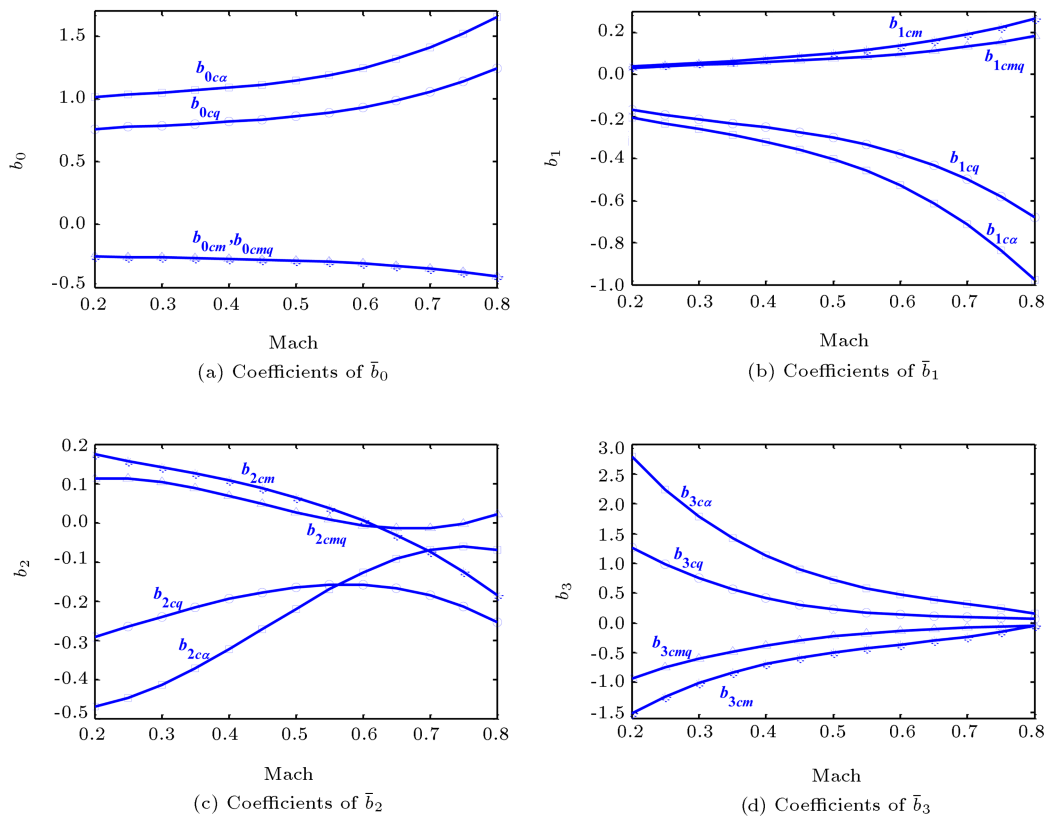 1.5
1.0
0.5
0.0
-0.5
b₀
b₀cα
b₀cq
b₀cm,b₀cmq
0.2 0.3 0.4 0.5 0.6 0.7 0.8
Mach
(a) Coefficients of b̄₀
0.2
0.0
-0.2
-0.4
-0.6
-0.8
-1.0
b₁
b₁cm
b₁cmq
b₁cq
b₁cα
0.2 0.3 0.4 0.5 0.6 0.7 0.8
Mach
(b) Coefficients of b̄₁
0.2
0.1
0.0
-0.1
-0.2
-0.3
-0.4
-0.5
b₂
b₂cm
b₂cmq
b₂cq
b₂cα
0.2 0.3 0.4 0.5 0.6 0.7 0.8
Mach
(c) Coefficients of b̄₂
3.0
2.5
2.0
1.5
1.0
0.5
0.0
-0.5
-1.0
-1.5
b₃
b₃cα
b₃cq
b₃cmq
b₃cm
0.2 0.3 0.4 0.5 0.6 0.7 0.8
Mach
(d) Coefficients of b̄₃